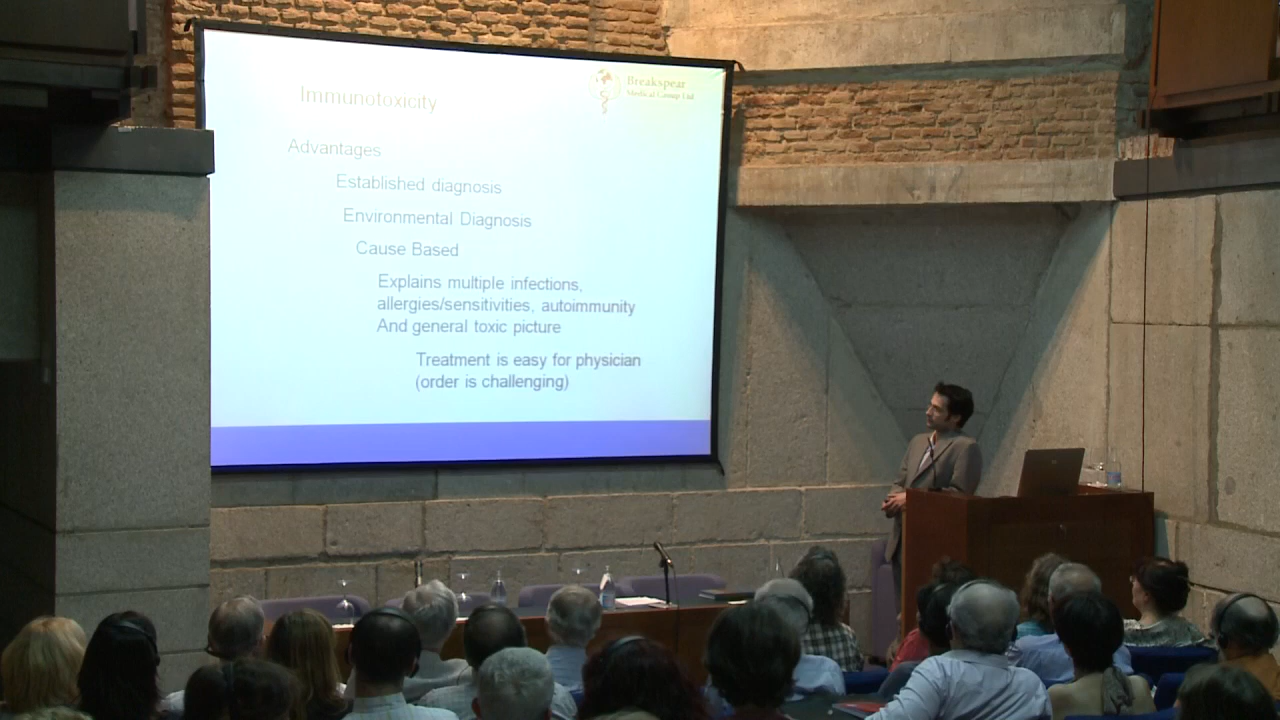 Breakspear
Medical Group Ltd
Immunotoxicity
Advantages
Established diagnosis
Environmental Diagnosis
Cause Based
Explains multiple infections,
allergies/sensitivities, autoimmunity
And general toxic picture
Treatment is easy for physician
(order is challenging)